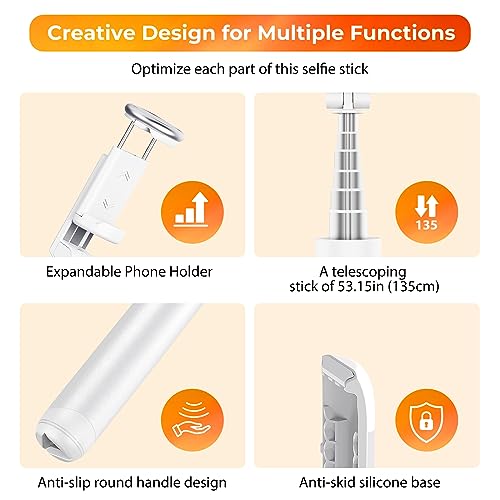 Creative Design for Multiple Functions
Optimize each part of this selfie stick
135
Expandable Phone Holder
A telescoping
stick of 53.15in (135cm)
Anti-slip round handle design
Anti-skid silicone base